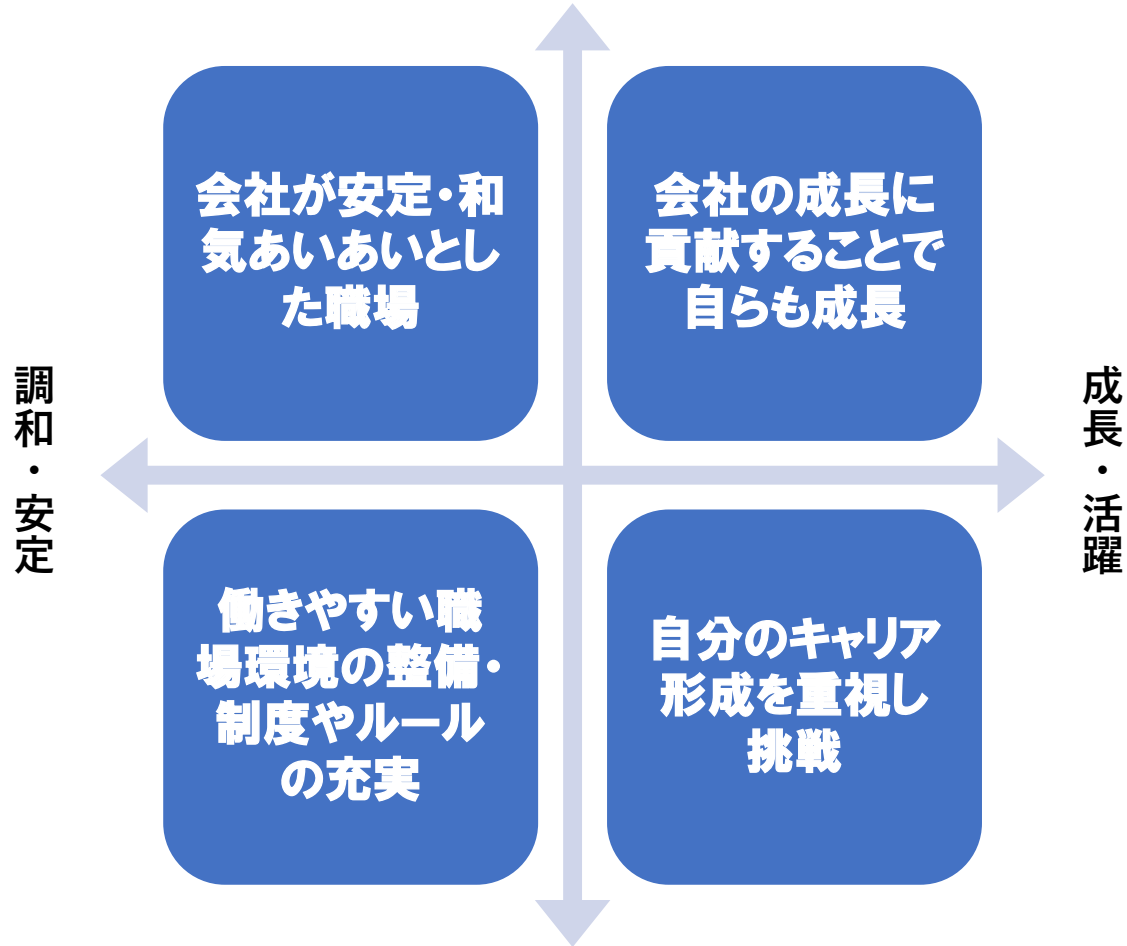 会社が安定・和
気あいあいとし
た職場
会社の成長に
貢献することで
自らも成長
調和・安定
成長・活躍
働きやすい職
場環境の整備・
制度やルール
の充実
自分のキャリア
形成を重視し
挑戦